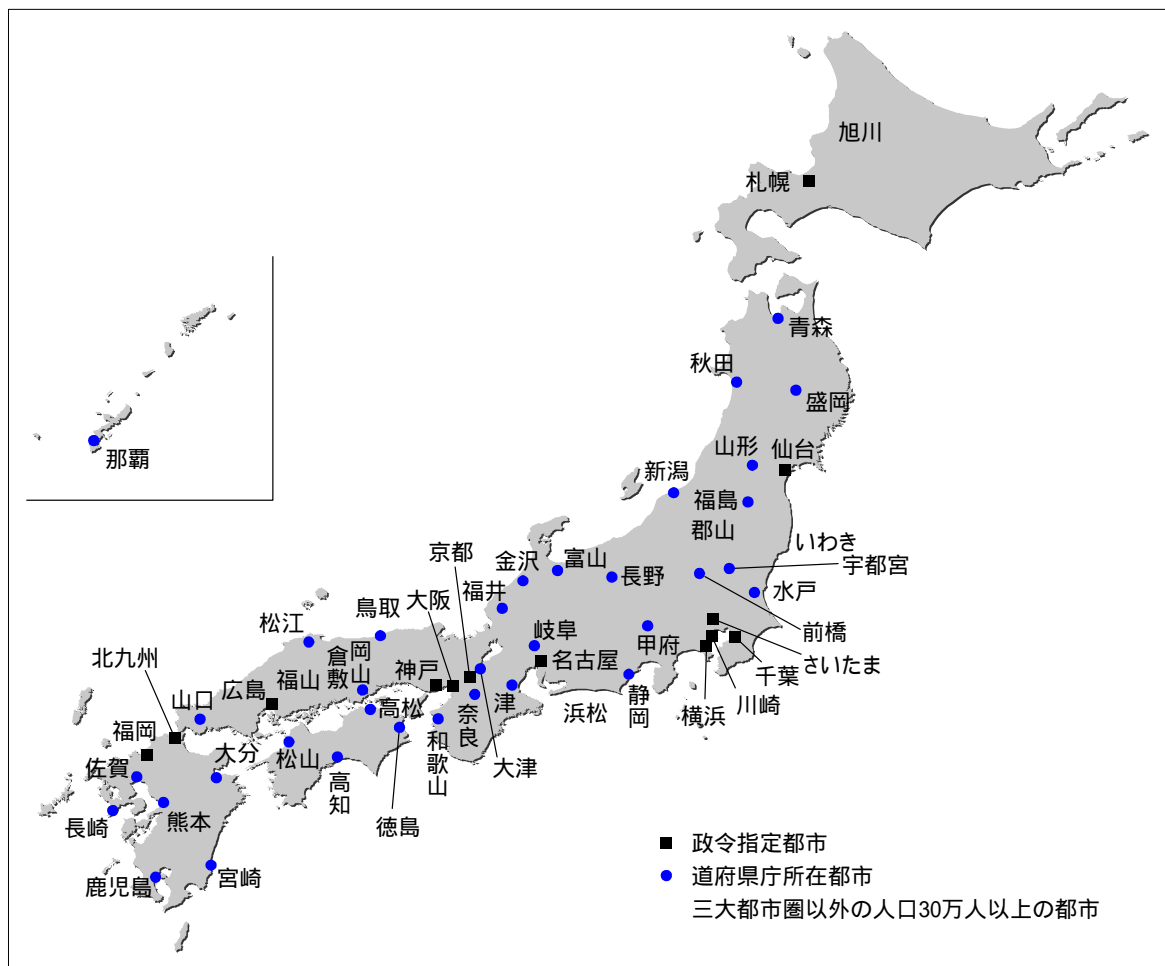 旭川
札幌
青森
秋田
盛岡
山形
仙台
新潟
福島
郡山
いわき
宇都宮
水戸
前橋
さいたま
千葉
川崎
横浜
那覇
京都
金沢
富山
長野
福井
大阪
鳥取
松江
岐阜
甲府
名古屋
北九州
倉敷
岡山
神戸
福山
広島
山口
津
浜松
静岡
奈良
高松
福岡
大分
松山
和歌山
大津
佐賀
高知
徳島
長崎
熊本
鹿児島
宮崎
政令指定都市
道府県庁所在都市
三大都市圏以外の人口30万人以上の都市